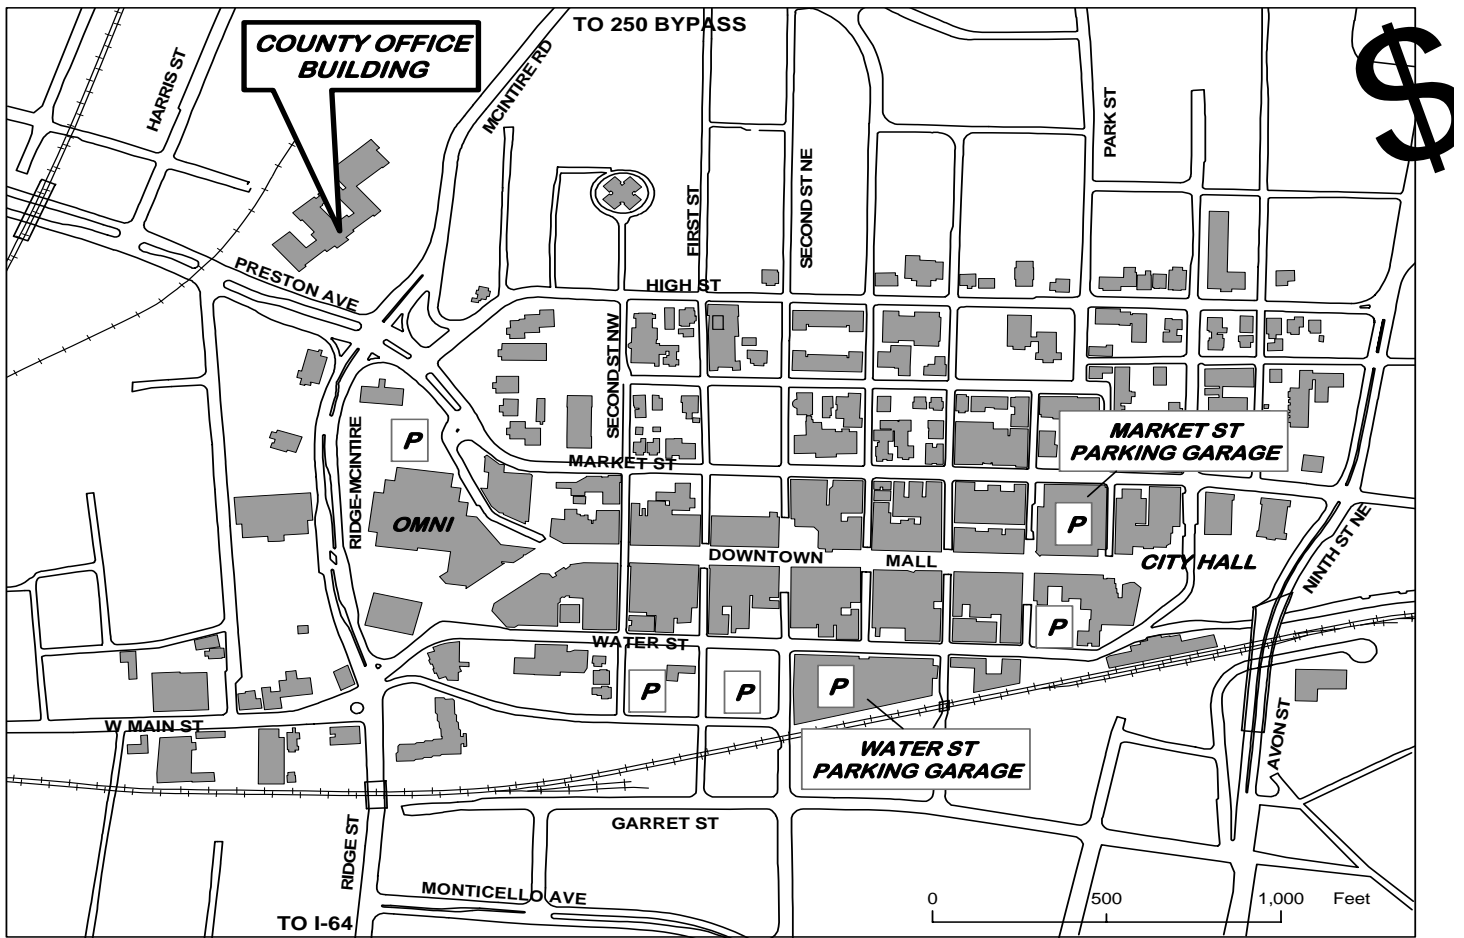 TO 250 BYPASS
$
COUNTY OFFICE
BUILDING
HARRIS ST
MCINTIRE RD
PARK ST
SECOND ST NE
FIRST ST
PRESTON AVE
HIGH ST
SECOND ST NW
RIDGE-MCINTIRE
P
MARKET ST
MARKET ST
PARKING GARAGE
OMNI
P
DOWNTOWN
MALL
CITY HALL
NINTH ST NE
P
WATER ST
P
P
P
W MAIN ST
WATER ST
PARKING GARAGE
AVON ST
GARRET ST
RIDGE ST
MONTICELLO AVE
TO I-64
0
500
1,000
Feet